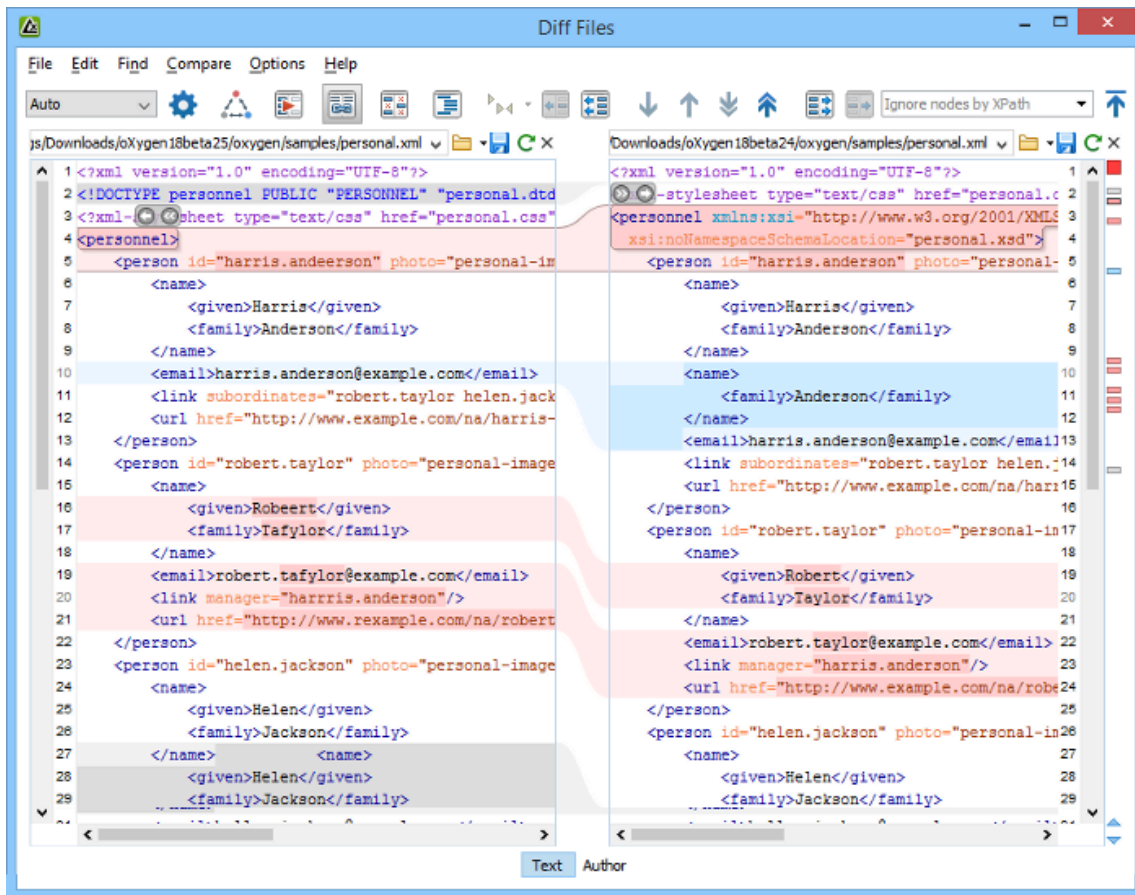 Diff Files
File Edit Find Compare Options Help
Auto
Ignore nodes by XPath
gs/Downloads/oXygen18beta25/oxygen/samples/personal.xml
/Downloads/oXygen18beta24/oxygen/samples/personal.xml
1 <?xml version="1.0" encoding="UTF-8"?>
2 <!DOCTYPE personnel PUBLIC "PERSONNEL" "personal.dtd
3 <?xml- sheet type="text/css" href="personal.css"
4 <personnel>
5 <person id="harris.andeerson" photo="personal-im
6 <name>
7 <given>Harris</given>
8 <family>Anderson</family>
9 </name>
10 <email>harris.anderson@example.com</email>
11 <link subordinates="robert.taylor helen.jack
12 <url href="http://www.example.com/na/harris-
13 </person>
14 <person id="robert.taylor" photo="personal-image
15 <name>
16 <given>Robeert</given>
17 <family>Tafylor</family>
18 </name>
19 <email>robert.tafylor@example.com</email>
20 <link manager="harrris.anderson"/>
21 <url href="http://www.rexample.com/na/robert
22 </person>
23 <person id="helen.jackson" photo="personal-image
24 <name>
25 <given>Helen</given>
26 <family>Jackson</family>
27 </name> <name>
28 <given>Helen</given>
29 <family>Jackson</family>
<?xml version="1.0" encoding="UTF-8"?> 1
-stylesheet type="text/css" href="personal.c 2
<personnel xmlns:xsi="http://www.w3.org/2001/XMLS 3
xsi:noNamespaceSchemaLocation="personal.xsd"> 4
<person id="harris.anderson" photo="personal- 5
<name> 6
<given>Harris</given> 7
<family>Anderson</family> 8
</name> 9
<name> 10
<family>Anderson</family> 11
</name> 12
<email>harris.anderson@example.com</email 13
<link subordinates="robert.taylor helen.j 14
<url href="http://www.example.com/na/harr 15
</person> 16
<person id="robert.taylor" photo="personal-im 17
<name> 18
<given>Robert</given> 19
<family>Taylor</family> 20
</name> 21
<email>robert.taylor@example.com</email> 22
<link manager="harris.anderson"/> 23
<url href="http://www.example.com/na/robe 24
</person> 25
<person id="helen.jackson" photo="personal-im 26
<name> 27
<given>Helen</given> 28
<family>Jackson</family> 29
Text Author